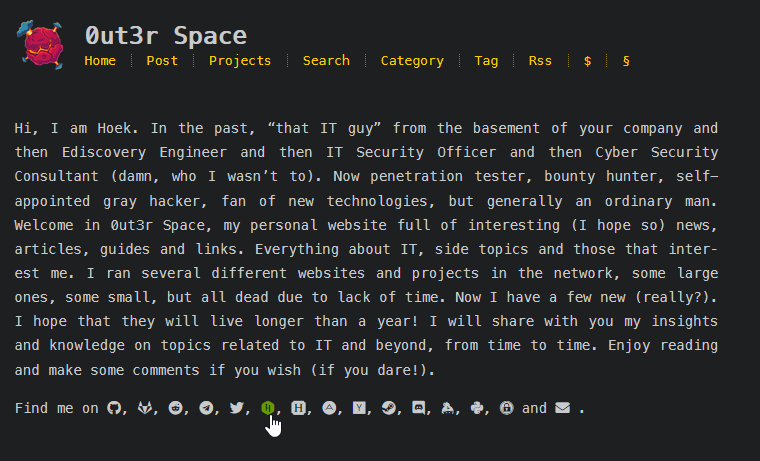 0ut3r Space
Home Post Projects Search Category Tag Rss $ §
Hi, I am Hoek. In the past, “that IT guy” from the basement of your company and
then Ediscovery Engineer and then IT Security Officer and then Cyber Security
Consultant (damn, who I wasn’t to). Now penetration tester, bounty hunter, self-
appointed gray hacker, fan of new technologies, but generally an ordinary man.
Welcome in 0ut3r Space, my personal website full of interesting (I hope so) news,
articles, guides and links. Everything about IT, side topics and those that inter-
est me. I ran several different websites and projects in the network, some large
ones, some small, but all dead due to lack of time. Now I have a few new (really?).
I hope that they will live longer than a year! I will share with you my insights
and knowledge on topics related to IT and beyond, from time to time. Enjoy reading
and make some comments if you wish (if you dare!).
Find me on , , , , , , H, , Y, , , , , and .